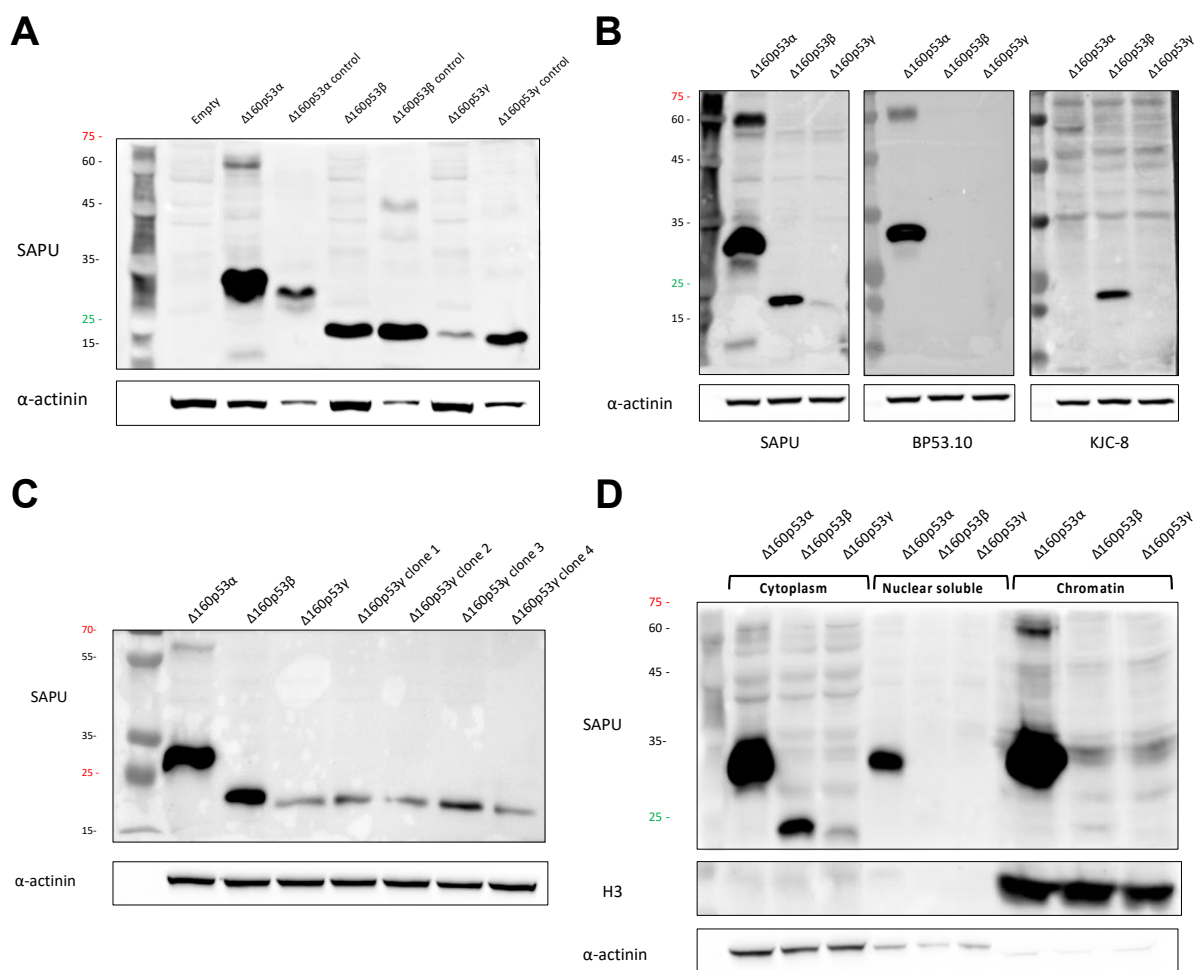 A
Empty
Δ160p53α
Δ160p53α control
Δ160p53β
Δ160p53β control
Δ160p53γ
Δ160p53γ control
75 -
60 -
45 -
35-
25 -
15-
SAPU
α-actinin
B
Δ160p53α
Δ160p53β
Δ160p53γ
Δ160p53α
Δ160p53β
Δ160p53γ
Δ160p53α
Δ160p53β
Δ160p53γ
75 -
60 -
45 -
35 -
25 -
15 -
α-actinin
SAPU
BP53.10
KJC-8
C
Δ160p53α
Δ160p53β
Δ160p53γ
Δ160p53γ clone 1
Δ160p53γ clone 2
Δ160p53γ clone 3
Δ160p53γ clone 4
70-
55-
35-
25 -
15-
SAPU
α-actinin
D
Δ160p53α
Δ160p53β
Δ160p53γ
Δ160p53α
Δ160p53β
Δ160p53γ
Δ160p53α
Δ160p53β
Δ160p53γ
Cytoplasm
Nuclear soluble
Chromatin
75 -
60 -
45 -
35-
25 -
SAPU
H3
α-actinin